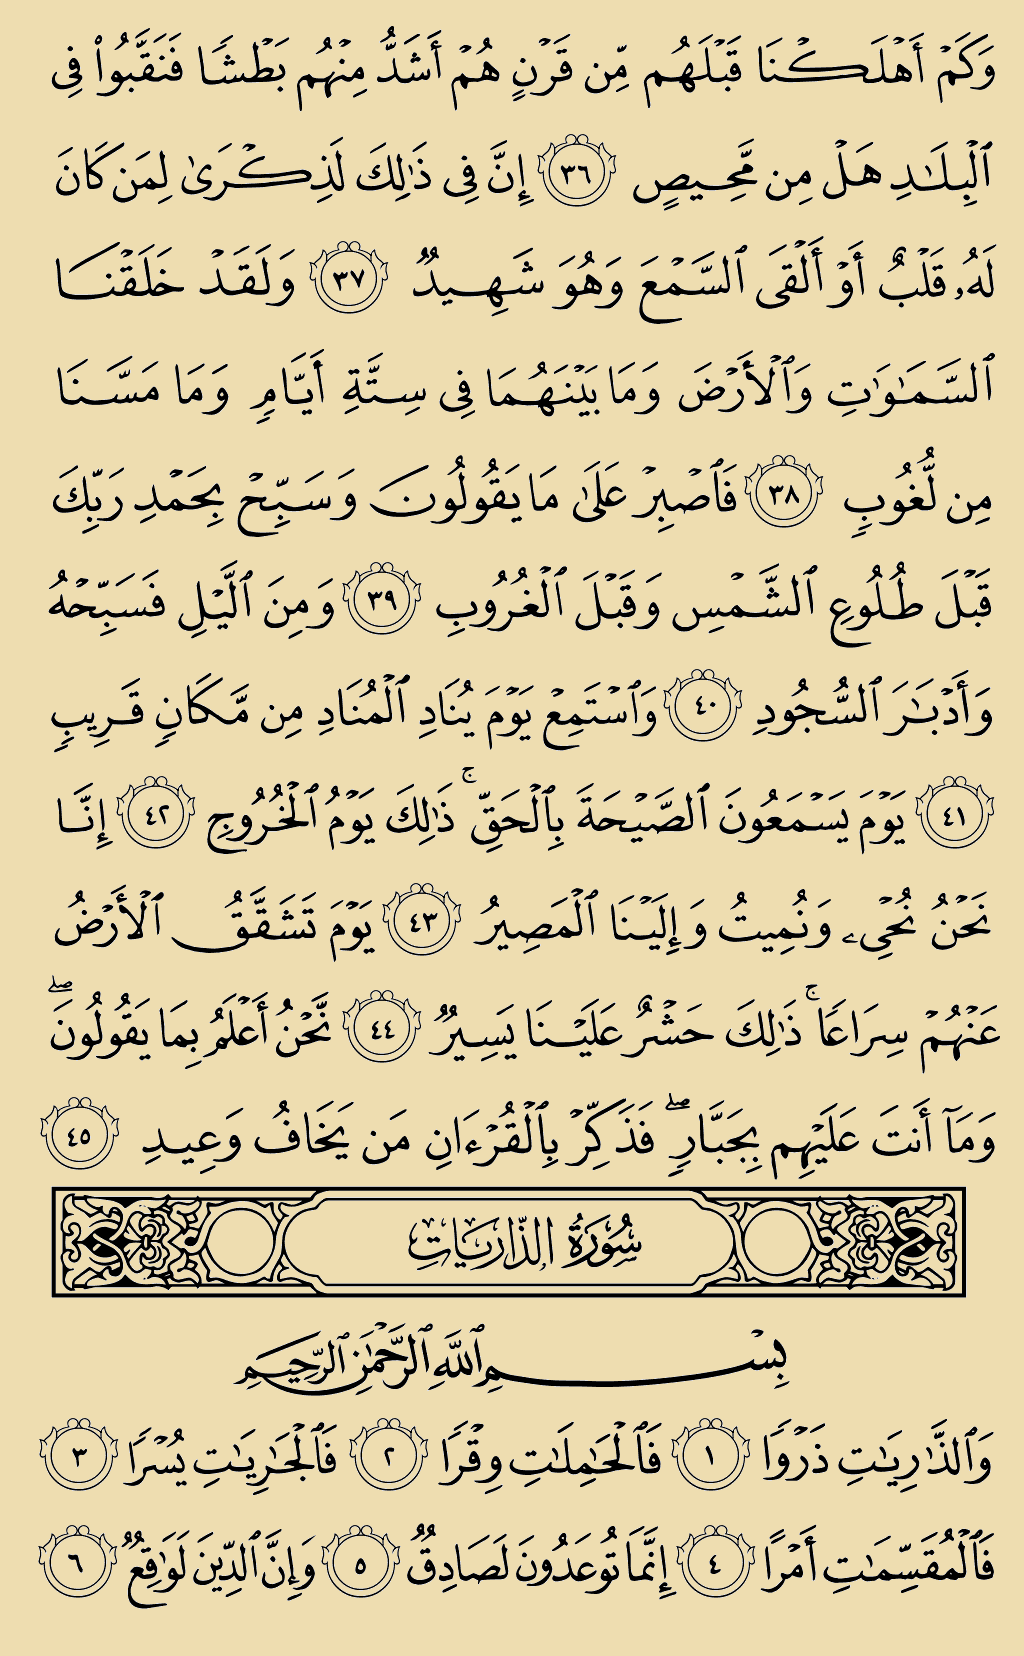 وَكَمۡ أَهۡلَكۡنَا قَبۡلَهُم مِّن قَرۡنٍ هُمۡ أَشَدُّ مِنۡهُم بَطۡشٗا فَنَقَّبُواْ فِي
ٱلۡبِلَٰدِ هَلۡ مِن مَّحِيصٍ ٣٦ إِنَّ فِي ذَٰلِكَ لَذِكۡرَىٰ لِمَن كَانَ
لَهُۥ قَلۡبٌ أَوۡ أَلۡقَى ٱلسَّمۡعَ وَهُوَ شَهِيدٞ ٣٧ وَلَقَدۡ خَلَقۡنَا
ٱلسَّمَٰوَٰتِ وَٱلۡأَرۡضَ وَمَا بَيۡنَهُمَا فِي سِتَّةِ أَيَّامٖ وَمَا مَسَّنَا
مِن لُّغُوبٖ ٣٨ فَٱصۡبِرۡ عَلَىٰ مَا يَقُولُونَ وَسَبِّحۡ بِحَمۡدِ رَبِّكَ
قَبۡلَ طُلُوعِ ٱلشَّمۡسِ وَقَبۡلَ ٱلۡغُرُوبِ ٣٩ وَمِنَ ٱلَّيۡلِ فَسَبِّحۡهُ
وَأَدۡبَٰرَ ٱلسُّجُودِ ٤٠ وَٱسۡتَمِعۡ يَوۡمَ يُنَادِ ٱلۡمُنَادِ مِن مَّكَانٖ قَرِيبٖ
٤١ يَوۡمَ يَسۡمَعُونَ ٱلصَّيۡحَةَ بِٱلۡحَقِّۚ ذَٰلِكَ يَوۡمُ ٱلۡخُرُوجِ ٤٢ إِنَّا
نَحۡنُ نُحۡيِۦ وَنُمِيتُ وَإِلَيۡنَا ٱلۡمَصِيرُ ٤٣ يَوۡمَ تَشَقَّقُ ٱلۡأَرۡضُ
عَنۡهُمۡ سِرَاعٗاۚ ذَٰلِكَ حَشۡرٌ عَلَيۡنَا يَسِيرٞ ٤٤ نَّحۡنُ أَعۡلَمُ بِمَا يَقُولُونَۖ
وَمَآ أَنتَ عَلَيۡهِم بِجَبَّارٖۖ فَذَكِّرۡ بِٱلۡقُرۡءَانِ مَن يَخَافُ وَعِيدِ ٤٥
سُورَةُ الذَّارِيَاتِ
بِسۡمِ ٱللَّهِ ٱلرَّحۡمَٰنِ ٱلرَّحِيمِ
وَٱلذَّٰرِيَٰتِ ذَرۡوٗا ١ فَٱلۡحَٰمِلَٰتِ وِقۡرٗا ٢ فَٱلۡجَٰرِيَٰتِ يُسۡرٗا ٣
فَٱلۡمُقَسِّمَٰتِ أَمۡرًا ٤ إِنَّمَا تُوعَدُونَ لَصَادِقٞ ٥ وَإِنَّ ٱلدِّينَ لَوَٰقِعٞ ٦